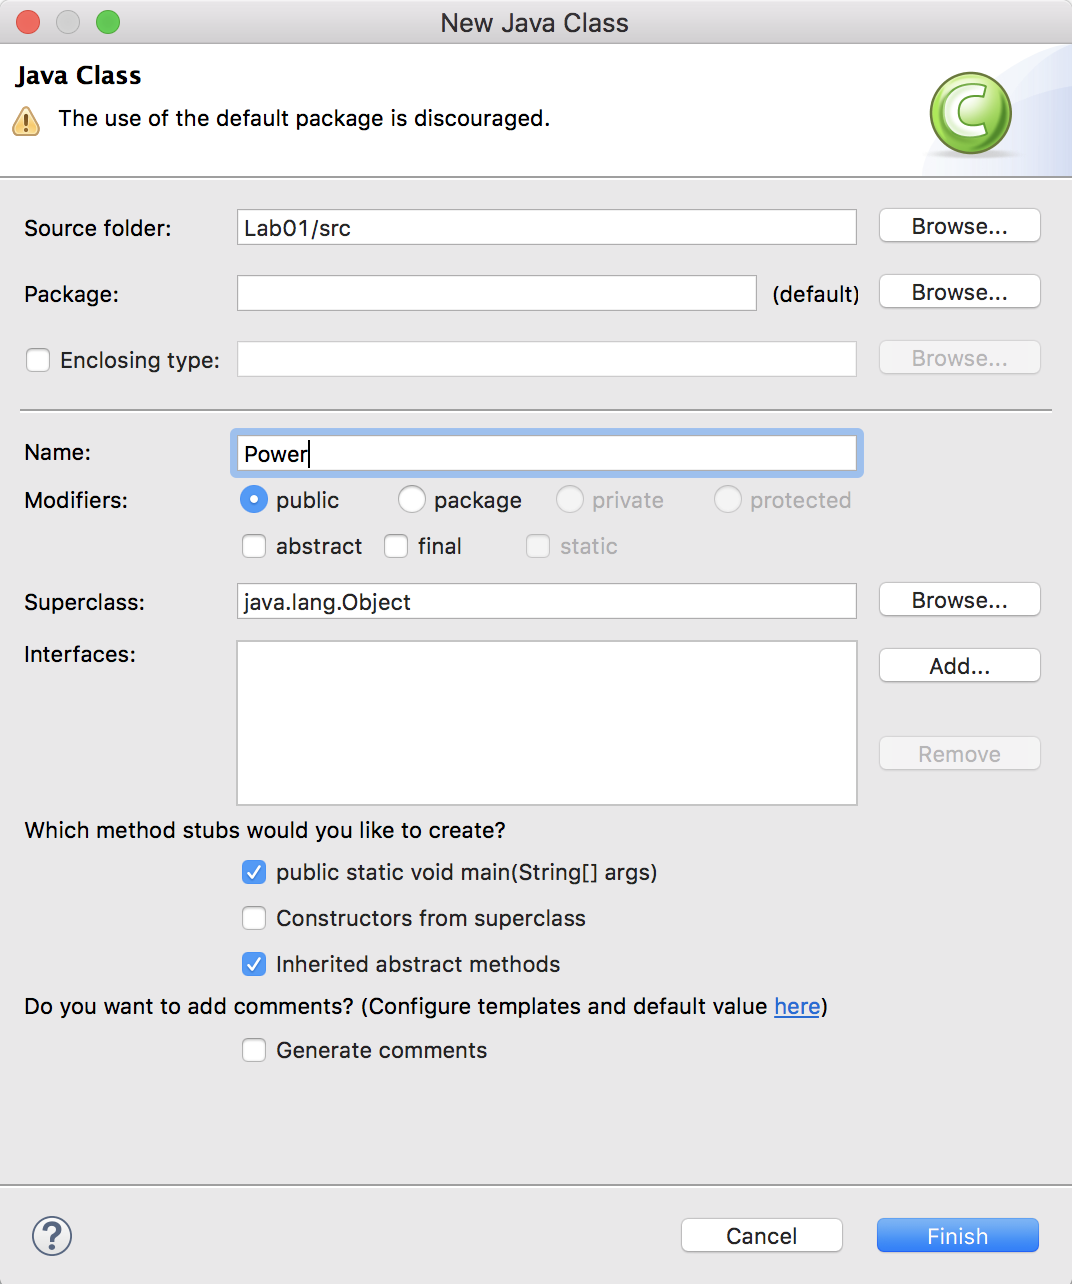 New Java Class
Java Class
The use of the default package is discouraged.
Source folder: Lab01/src Browse...
Package: (default) Browse...
Enclosing type: Browse...
Name: Power
Modifiers: public package private protected
abstract final static
Superclass: java.lang.Object Browse...
Interfaces: Add...
Remove
Which method stubs would you like to create?
public static void main(String[] args)
Constructors from superclass
Inherited abstract methods
Do you want to add comments? (Configure templates and default value here)
Generate comments
? Cancel Finish